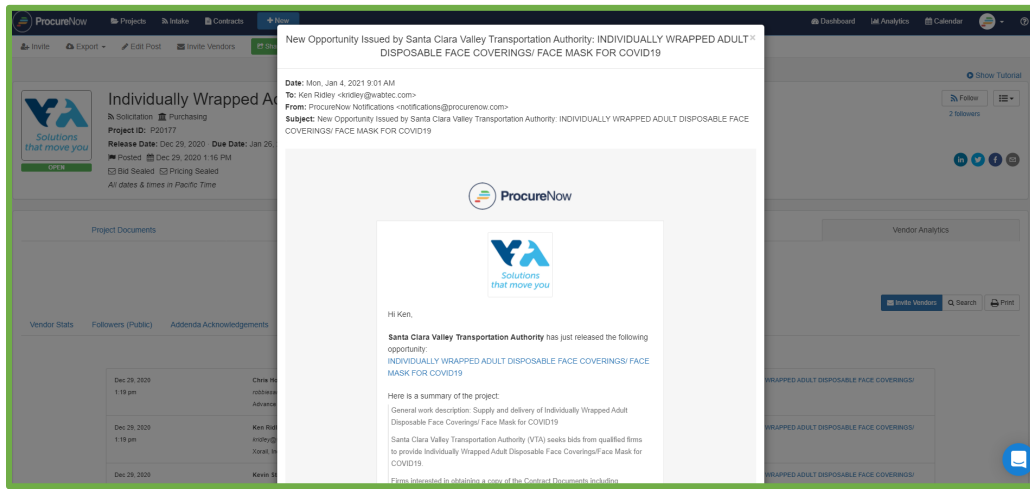 ProcureNow Projects Intake Contracts + New Dashboard Analytics Calendar
Invite Export Edit Post Invite Vendors
Show Tutorial
Individually Wrapped
Solicitation Purchasing
Project ID: P20177
Release Date: Dec 29, 2020 · Due Date: Jan 26,
Posted Dec 29, 2020 1:16 PM
Bid Sealed Pricing Sealed
All dates & times in Pacific Time
VTA
Solutions
that move you
OPEN
Follow
2 followers
Project Documents
Vendor Analytics
Invite Vendors Search Print
Vendor Stats Followers (Public) Addenda Acknowledgements
Dec 29, 2020
1:19 pm
Dec 29, 2020
1:19 pm
Dec 29, 2020
WRAPPED ADULT DISPOSABLE FACE COVERINGS/
WRAPPED ADULT DISPOSABLE FACE COVERINGS/
WRAPPED ADULT DISPOSABLE FACE COVERINGS/
New Opportunity Issued by Santa Clara Valley Transportation Authority: INDIVIDUALLY WRAPPED ADULT ×
DISPOSABLE FACE COVERINGS/ FACE MASK FOR COVID19
Date: Mon, Jan 4, 2021 9:01 AM
To: Ken Ridley <kridley@wabtec.com>
From: ProcureNow Notifications <notifications@procurenow.com>
Subject: New Opportunity Issued by Santa Clara Valley Transportation Authority: INDIVIDUALLY WRAPPED ADULT DISPOSABLE FACE
COVERINGS/ FACE MASK FOR COVID19
ProcureNow
VTA
Solutions
that move you
Hi Ken,
Santa Clara Valley Transportation Authority has just released the following
opportunity:
INDIVIDUALLY WRAPPED ADULT DISPOSABLE FACE COVERINGS/ FACE
MASK FOR COVID19
Here is a summary of the project:
General work description: Supply and delivery of Individually Wrapped Adult
Disposable Face Coverings/ Face Mask for COVID19
Santa Clara Valley Transportation Authority (VTA) seeks bids from qualified firms
to provide Individually Wrapped Adult Disposable Face Coverings/Face Mask for
COVID19
Firms interested in obtaining a copy of the Contract Documents including